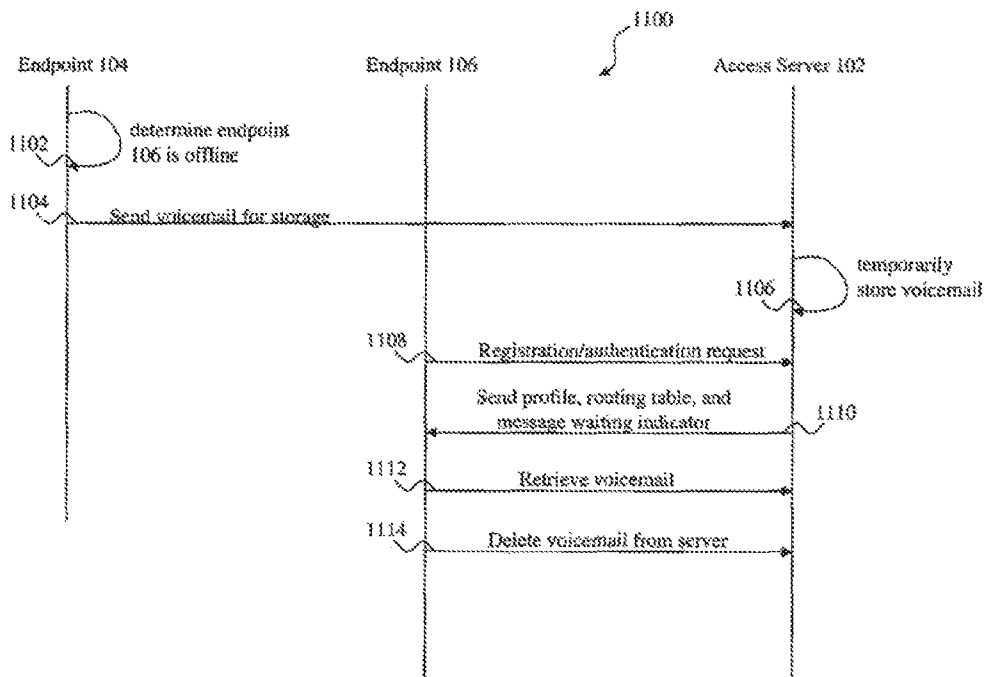 1100
Endpoint 104
Endpoint 106
Access Server 102
determine endpoint
106 is offline
1102
1104
Send voicemail for storage
temporarily
store voicemail
1106
1108
Registration/authentication request
Send profile, routing table, and
message waiting indicator
1110
1112
Retrieve voicemail
1114
Delete voicemail from server